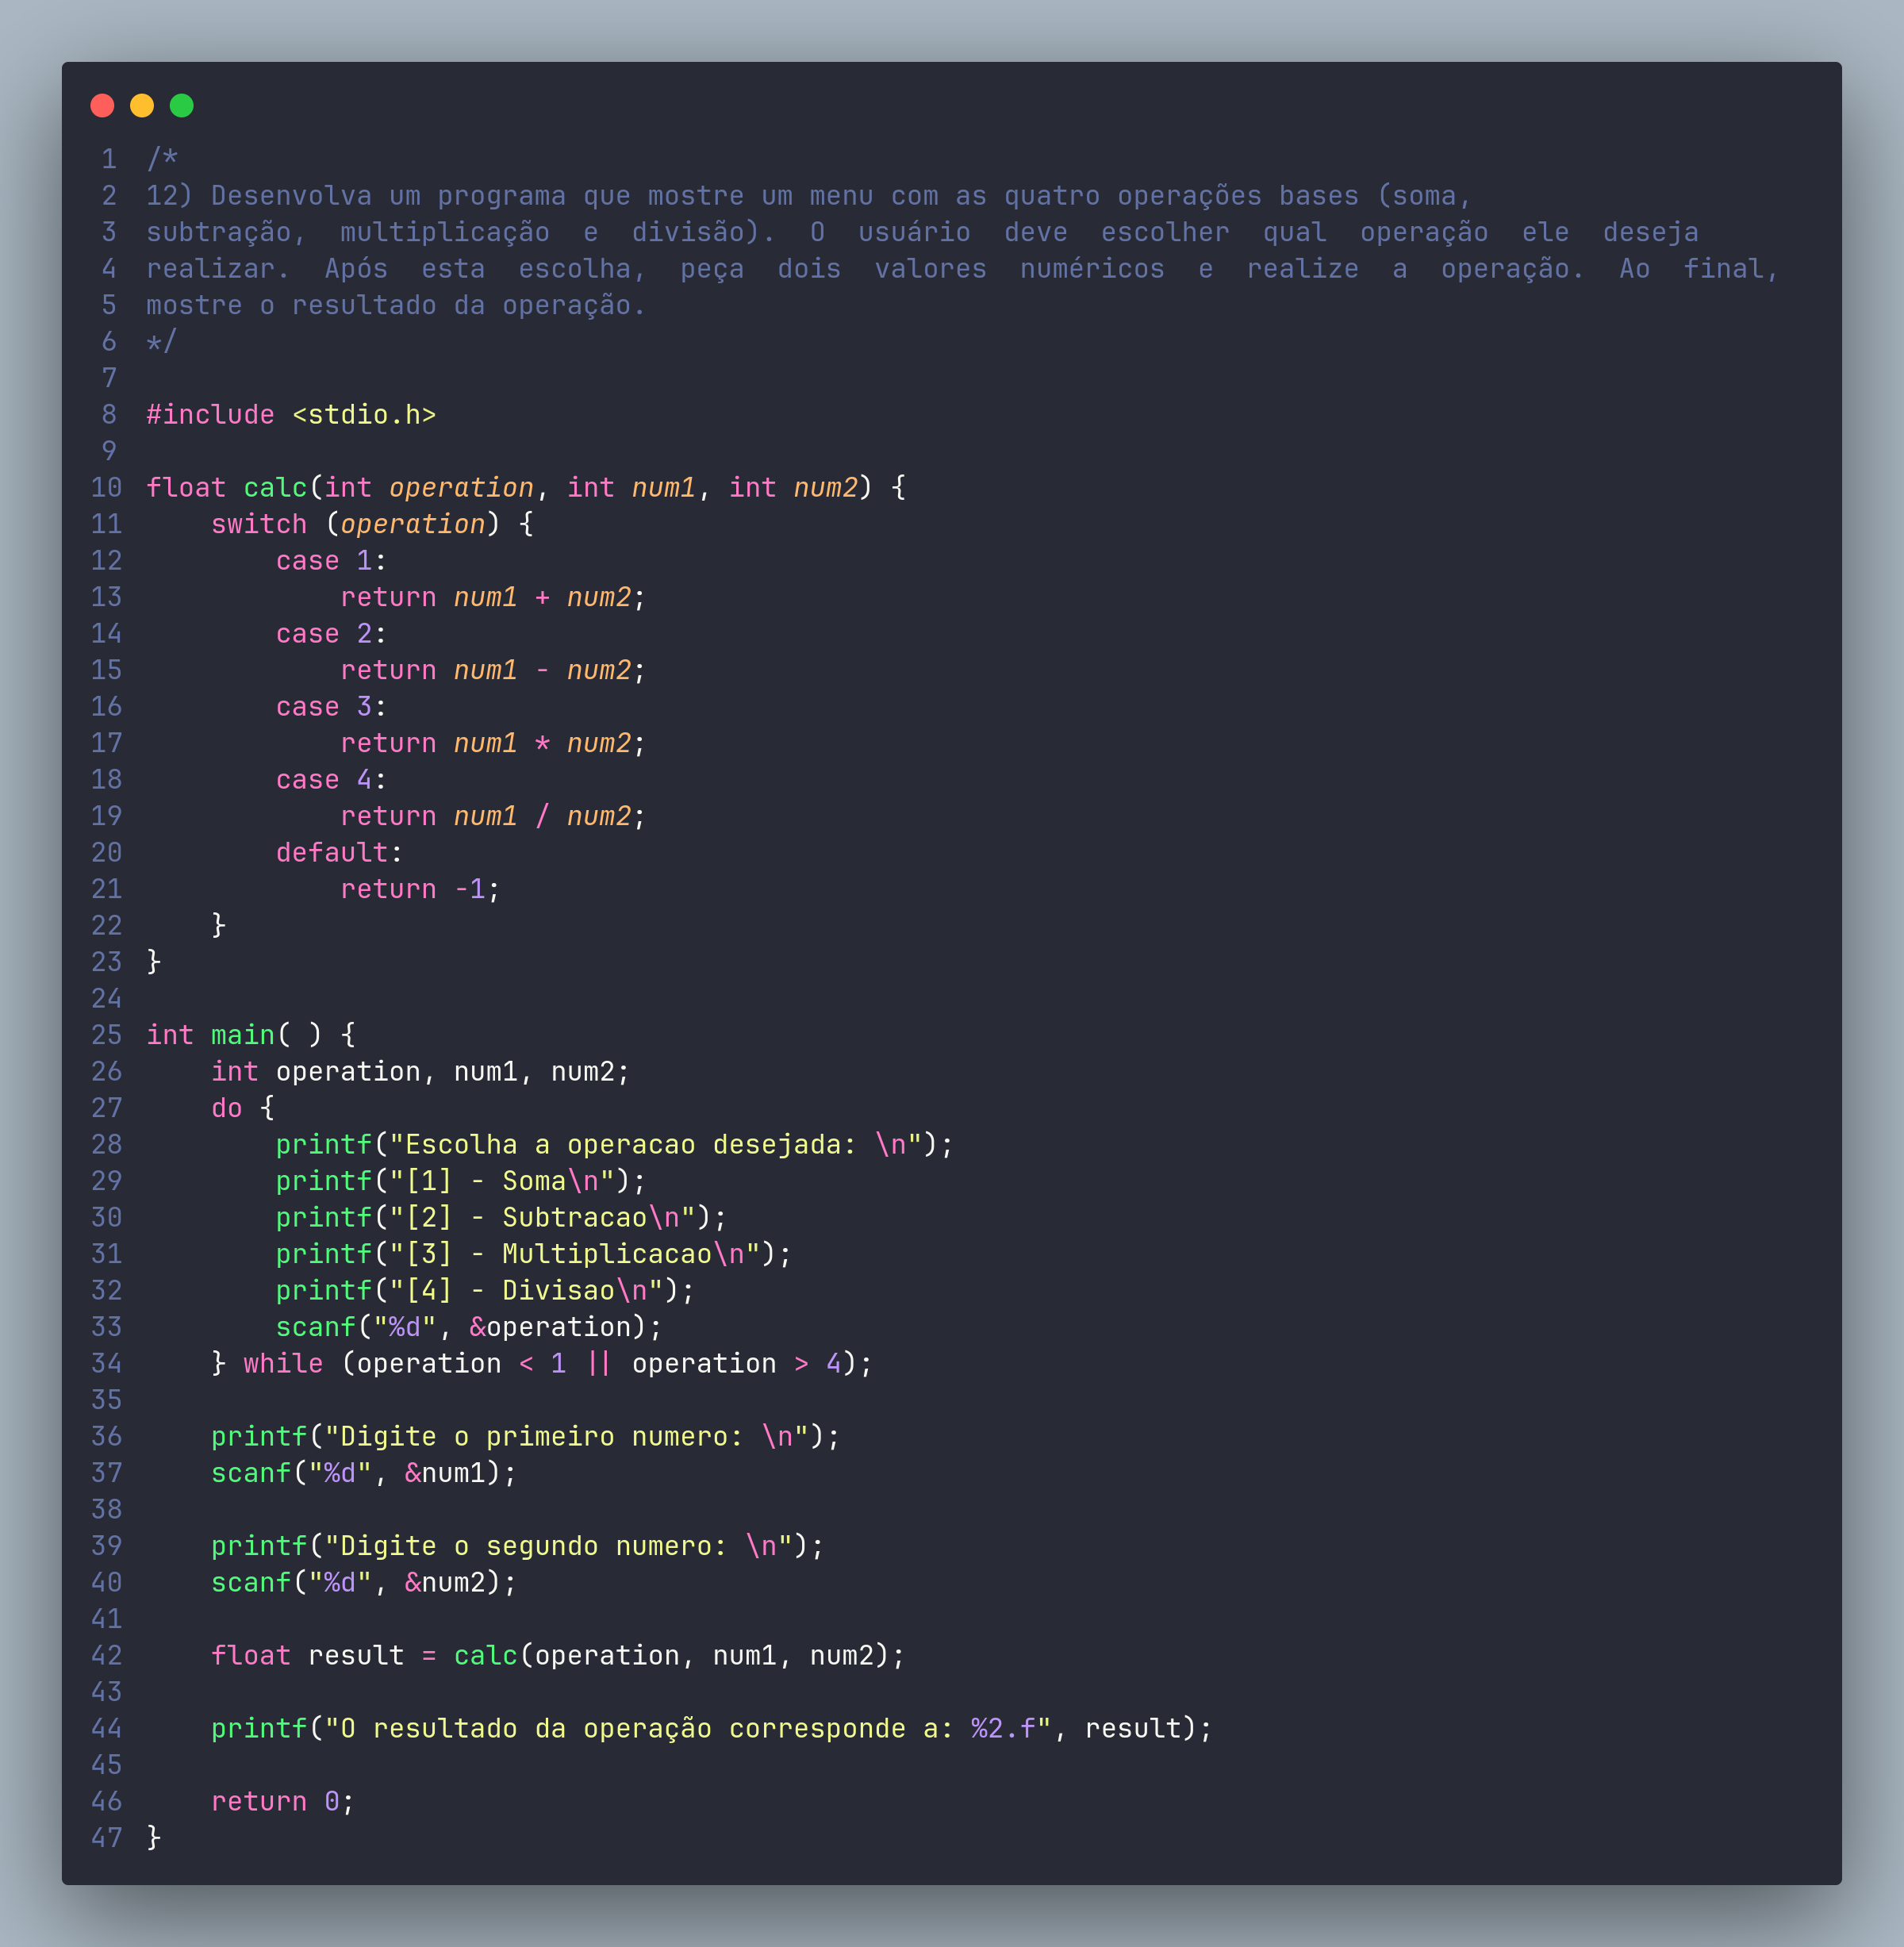 1 /*
2 12) Desenvolva um programa que mostre um menu com as quatro operações bases (soma,
3 subtração,  multiplicação  e  divisão).  O  usuário  deve  escolher  qual  operação  ele  deseja
4 realizar.  Após  esta  escolha,  peça  dois  valores  numéricos  e  realize  a  operação.  Ao  final,
5 mostre o resultado da operação.
6 */
7
8 #include <stdio.h>
9
10 float calc(int operation, int num1, int num2) {
11     switch (operation) {
12         case 1:
13             return num1 + num2;
14         case 2:
15             return num1 - num2;
16         case 3:
17             return num1 * num2;
18         case 4:
19             return num1 / num2;
20         default:
21             return -1;
22     }
23 }
24
25 int main( ) {
26     int operation, num1, num2;
27     do {
28         printf("Escolha a operacao desejada: \n");
29         printf("[1] - Soma\n");
30         printf("[2] - Subtracao\n");
31         printf("[3] - Multiplicacao\n");
32         printf("[4] - Divisao\n");
33         scanf("%d", &operation);
34     } while (operation < 1 || operation > 4);
35
36     printf("Digite o primeiro numero: \n");
37     scanf("%d", &num1);
38
39     printf("Digite o segundo numero: \n");
40     scanf("%d", &num2);
41
42     float result = calc(operation, num1, num2);
43
44     printf("O resultado da operação corresponde a: %2.f", result);
45
46     return 0;
47 }